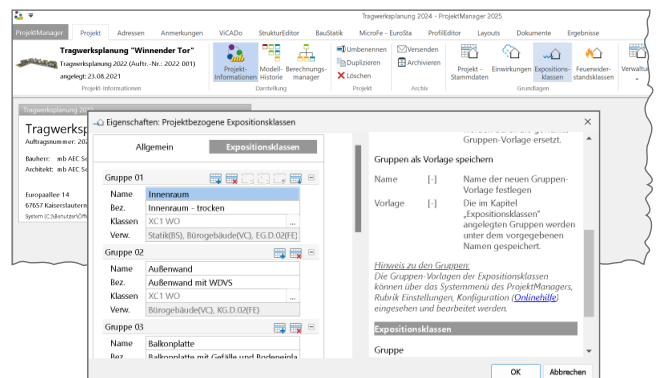 Tragwerksplanung 2024 - ProjektManager 2025
ProjektManager Projekt Adressen Anmerkungen ViCADo StrukturEditor BauStatik MicroFe - EuroSta ProfilEditor Layouts Dokumente Ergebnisse
Tragwerksplanung "Winnender Tor"
Tragwerksplanung 2022 (Auftr.-Nr.: 2022 001)
angelegt: 23.08.2021
Projekt-Informationen
Projekt-Informationen
Modell-Historie
Berechnungs-manager
Darstellung
Umbenennen
Duplizieren
Löschen
Projekt
Versenden
Archivieren
Archiv
Projekt - Stammdaten
Einwirkungen
Expositions-klassen
Feuerwider-standsklassen
Grundlagen
Tragwerksplanung
Auftragsnummer: 202
Bauherr: mb AEC So
Architekt: mb AEC So
Europaallee 14
67657 Kaiserslautern
Eigenschaften: Projektbezogene Expositionsklassen
Allgemein Expositionsklassen
Gruppe 01
Name Innenraum
Bez. Innenraum - trocken
Klassen XC1 WO ...
Verw. Statik(BS), Bürogebäude(VC), EG.D.02(FE)
Gruppe 02
Name Außenwand
Bez. Außenwand mit WDVS
Klassen XC1 WO ...
Verw. Bürogebäude(VC), KG.D.02(FE)
Gruppe 03
Name Balkonplatte
Bez. Balkonplatte mit Gefälle und Bodeneinla
Gruppen-Vorlage ersetzt.
Gruppen als Vorlage speichern
Name [-] Name der neuen Gruppen-
Vorlage festlegen
Vorlage [-] Die im Kapitel
„Expositionsklassen"
angelegten Gruppen werden
unter dem vorgegebenen
Namen gespeichert.
Hinweis zu den Gruppen:
Die Gruppen-Vorlagen der Expositionsklassen
können über das Systemmenü des ProjektManagers,
Rubrik Einstellungen, Konfiguration (Onlinehilfe)
eingesehen und bearbeitet werden.
Expositionsklassen
Gruppe
OK Abbrechen